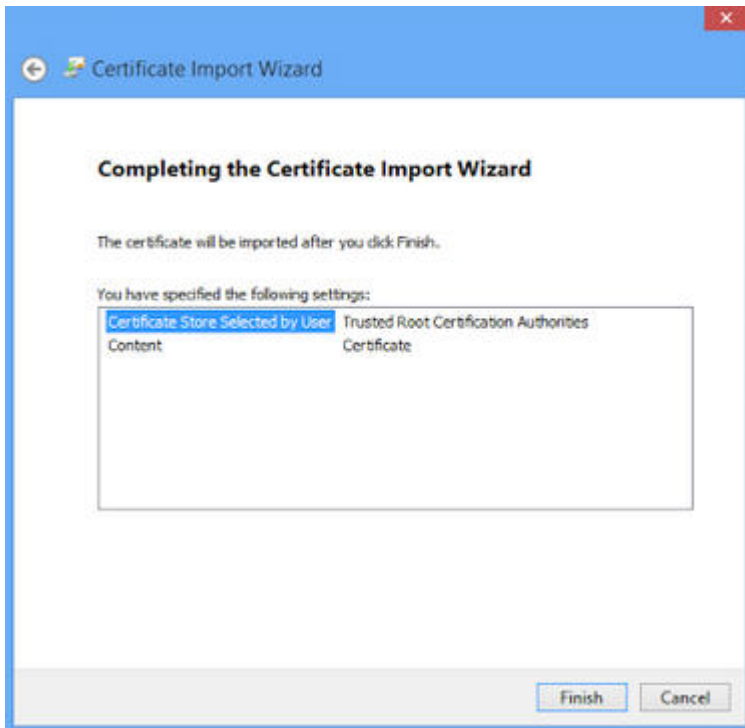 Certificate Import Wizard
Completing the Certificate Import Wizard
The certificate will be imported after you click Finish.
You have specified the following settings:
Certificate Store Selected by User Trusted Root Certification Authorities
Content Certificate
Finish Cancel